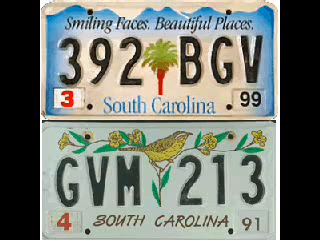 Smiling Faces. Beautiful Places.
392 BGV
3 South Carolina 99
GVM 213
4 SOUTH CAROLINA 91